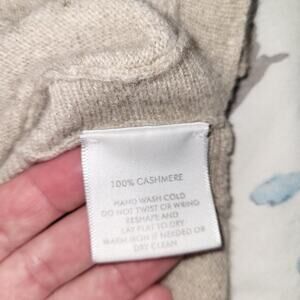 100% CASHMERE
HAND WASH COLD
DO NOT TWIST OR WRING
RESHAPE AND
LAY FLAT TO DRY
WARM IRON IF NEEDED OR
DRY CLEAN